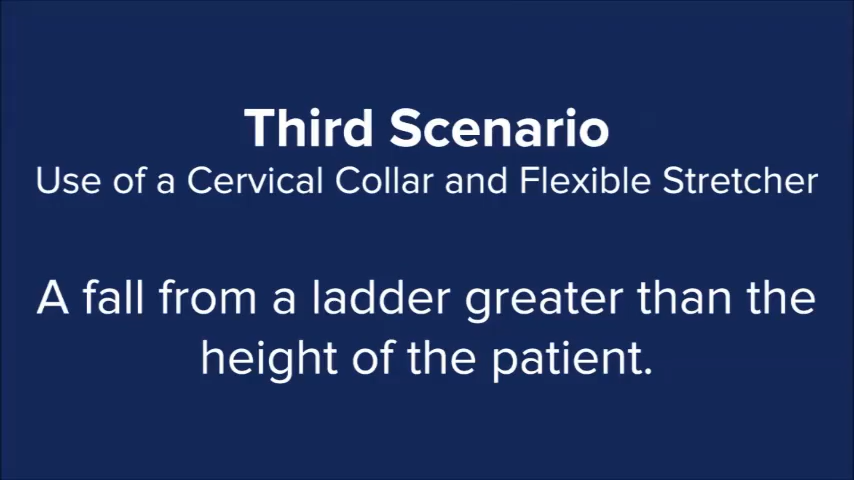 Third Scenario
Use of a Cervical Collar and Flexible Stretcher
A fall from a ladder greater than the
height of the patient.